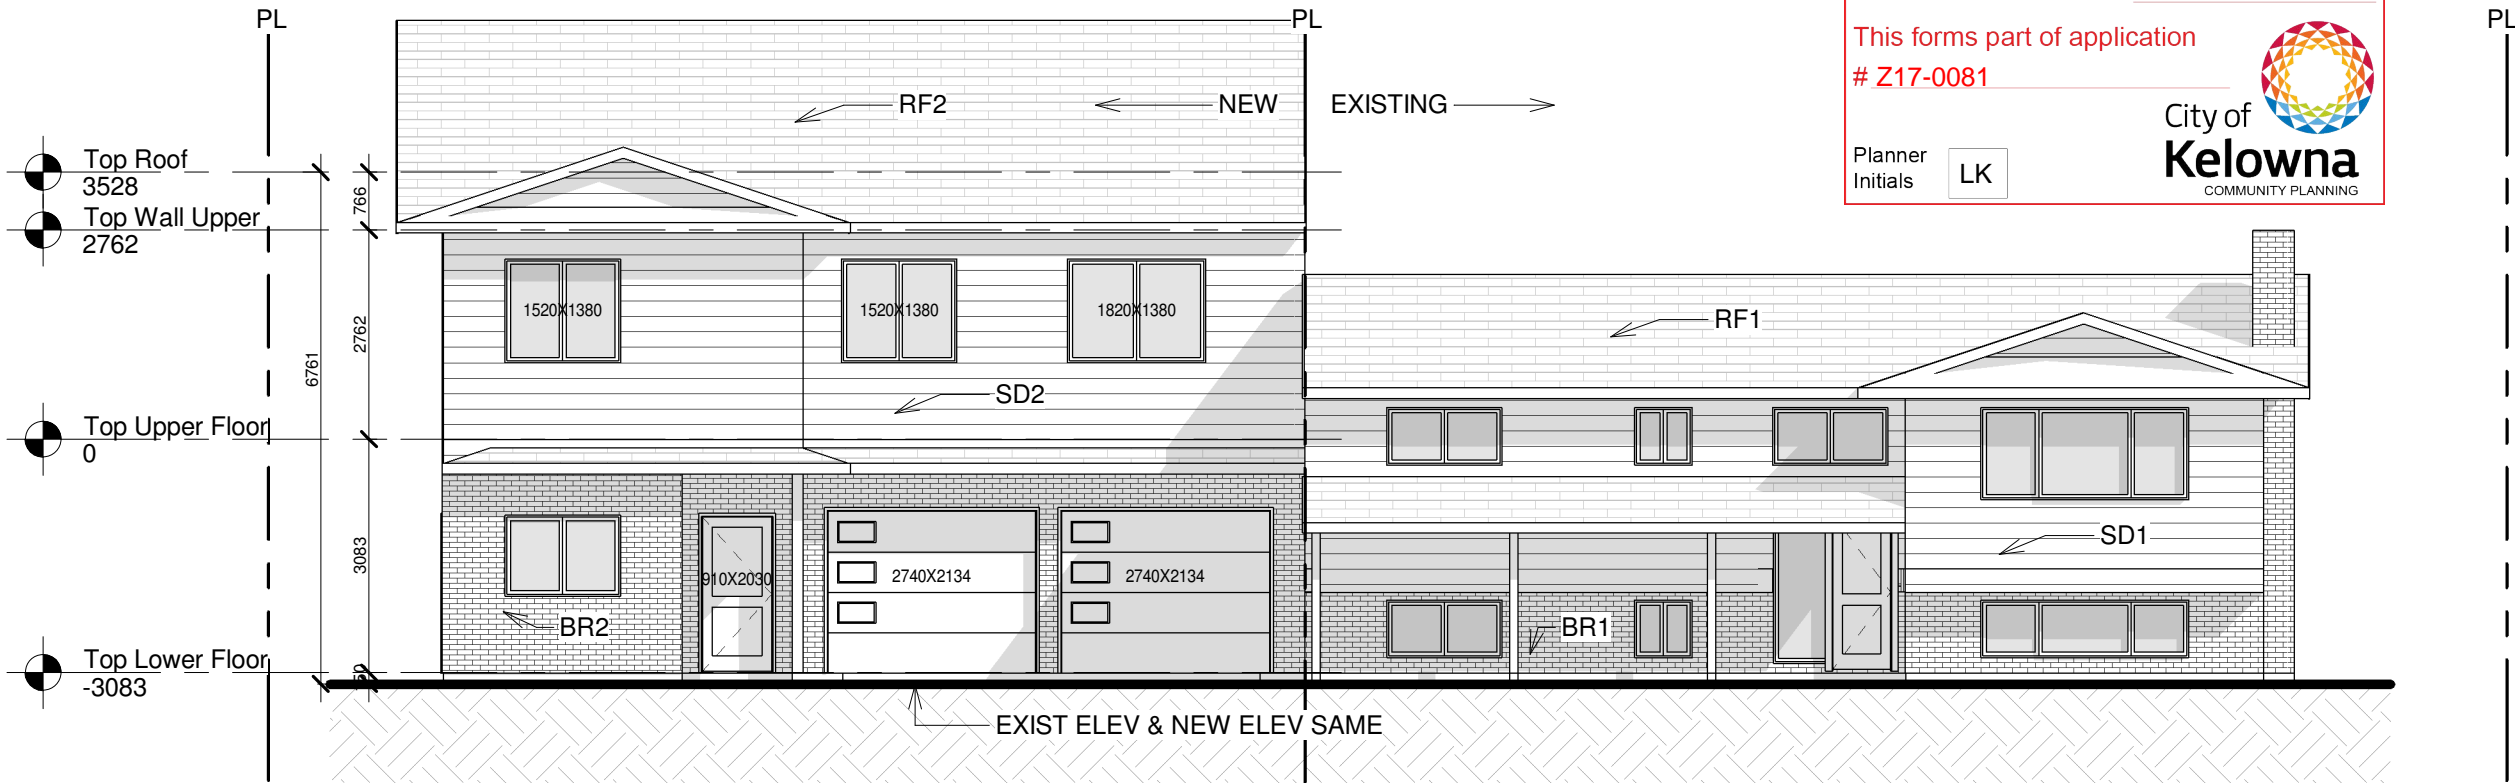 PL
PL
PL
This forms part of application
# Z17-0081
City of
Kelowna
COMMUNITY PLANNING
Planner
Initials
LK
RF2
NEW
EXISTING
Top Roof
3528
766
Top Wall Upper
2762
1520X1380
1520X1380
1820X1380
RF1
2762
6761
SD2
Top Upper Floor
0
SD1
3083
910X2030
2740X2134
2740X2134
BR2
BR1
Top Lower Floor
-3083
EXIST ELEV & NEW ELEV SAME